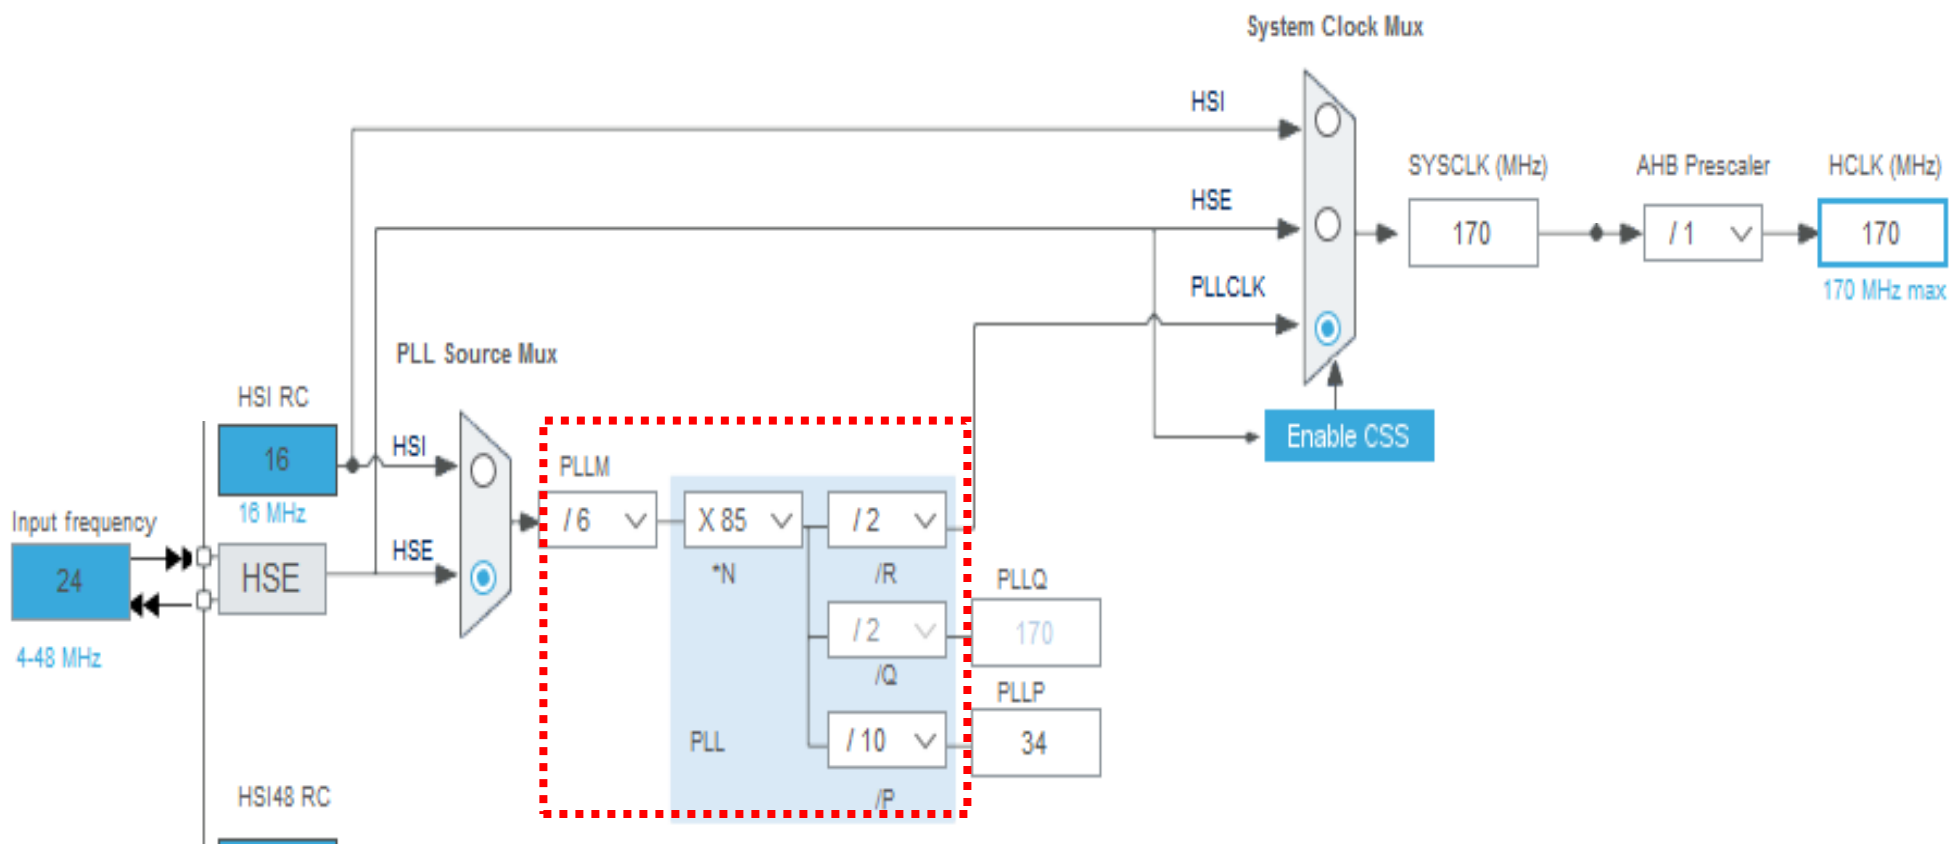 System Clock Mux
HSI
SYSCLK (MHz)
AHB Prescaler
HCLK (MHz)
HSE
170
/ 1
170
PLLCLK
170 MHz max
PLL Source Mux
HSI RC
Enable CSS
HSI
16
PLLM
16 MHz
Input frequency
/ 6
X 85
/ 2
HSE
24
HSE
*N
/R
PLLQ
/ 2
170
4-48 MHz
/Q
PLLP
PLL
/ 10
34
HSI48 RC
/P